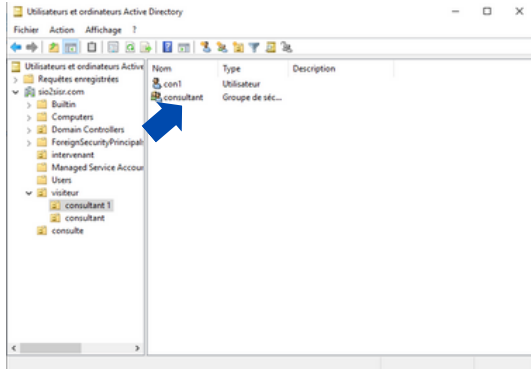 Utilisateurs et ordinateurs Active Directory
Fichier Action Affichage ?
Utilisateurs et ordinateurs Active
Requêtes enregistrées
sio2sisr.com
Builtin
Computers
Domain Controllers
ForeignSecurityPrincipals
intervenant
Managed Service Accour
Users
visiteur
consultant 1
consultant
consulte
Nom Type Description
con1 Utilisateur
consultant Groupe de séc...